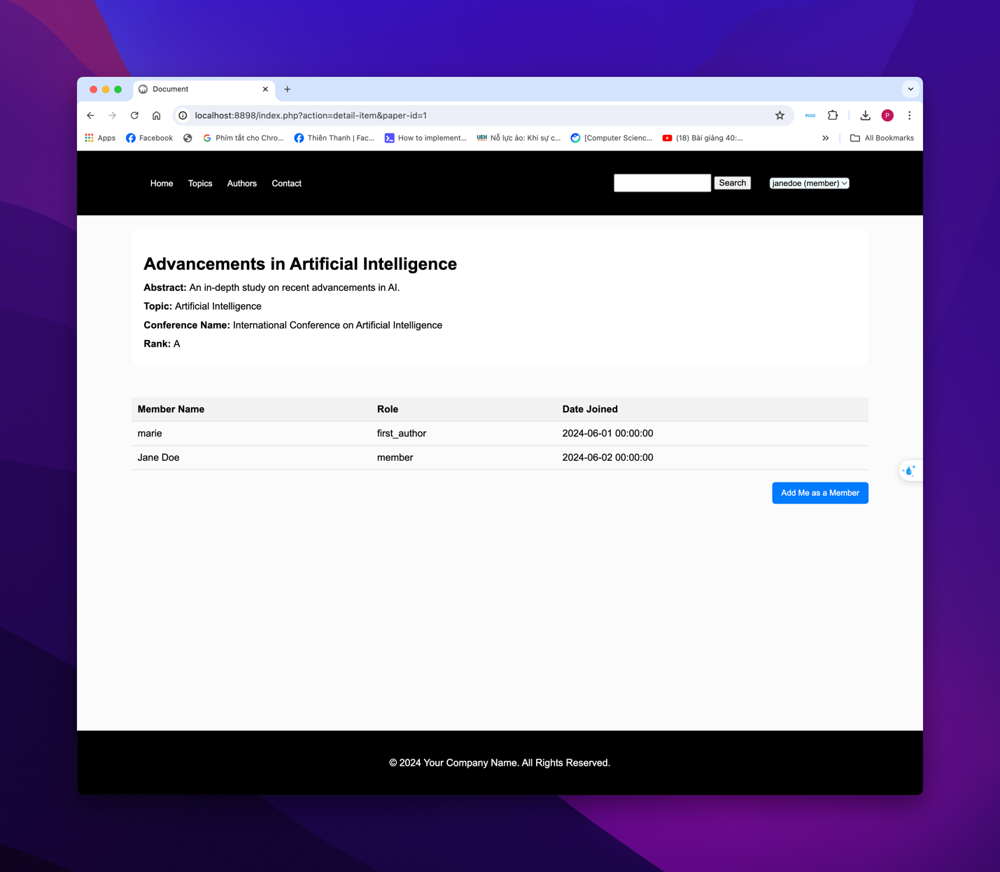 Document
localhost:8898/index.php?action=detail-item&paper-id=1
PUGO
P
Apps
Facebook
Phím tắt cho Chro...
Thiên Thanh | Fac...
How to implement...
UEH Nỗ lực ảo: Khi sự c...
[Computer Scienc...
(18) Bài giảng 40:...
All Bookmarks
Home Topics Authors Contact
Search
janedoe (member)
Advancements in Artificial Intelligence
Abstract: An in-depth study on recent advancements in AI.
Topic: Artificial Intelligence
Conference Name: International Conference on Artificial Intelligence
Rank: A
Member Name Role Date Joined
marie first_author 2024-06-01 00:00:00
Jane Doe member 2024-06-02 00:00:00
Add Me as a Member
© 2024 Your Company Name. All Rights Reserved.